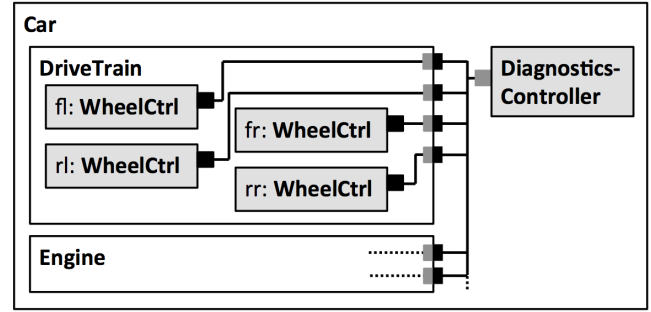 Car
DriveTrain
fl: WheelCtrl
fr: WheelCtrl
rl: WheelCtrl
rr: WheelCtrl
Diagnostics-
Controller
Engine